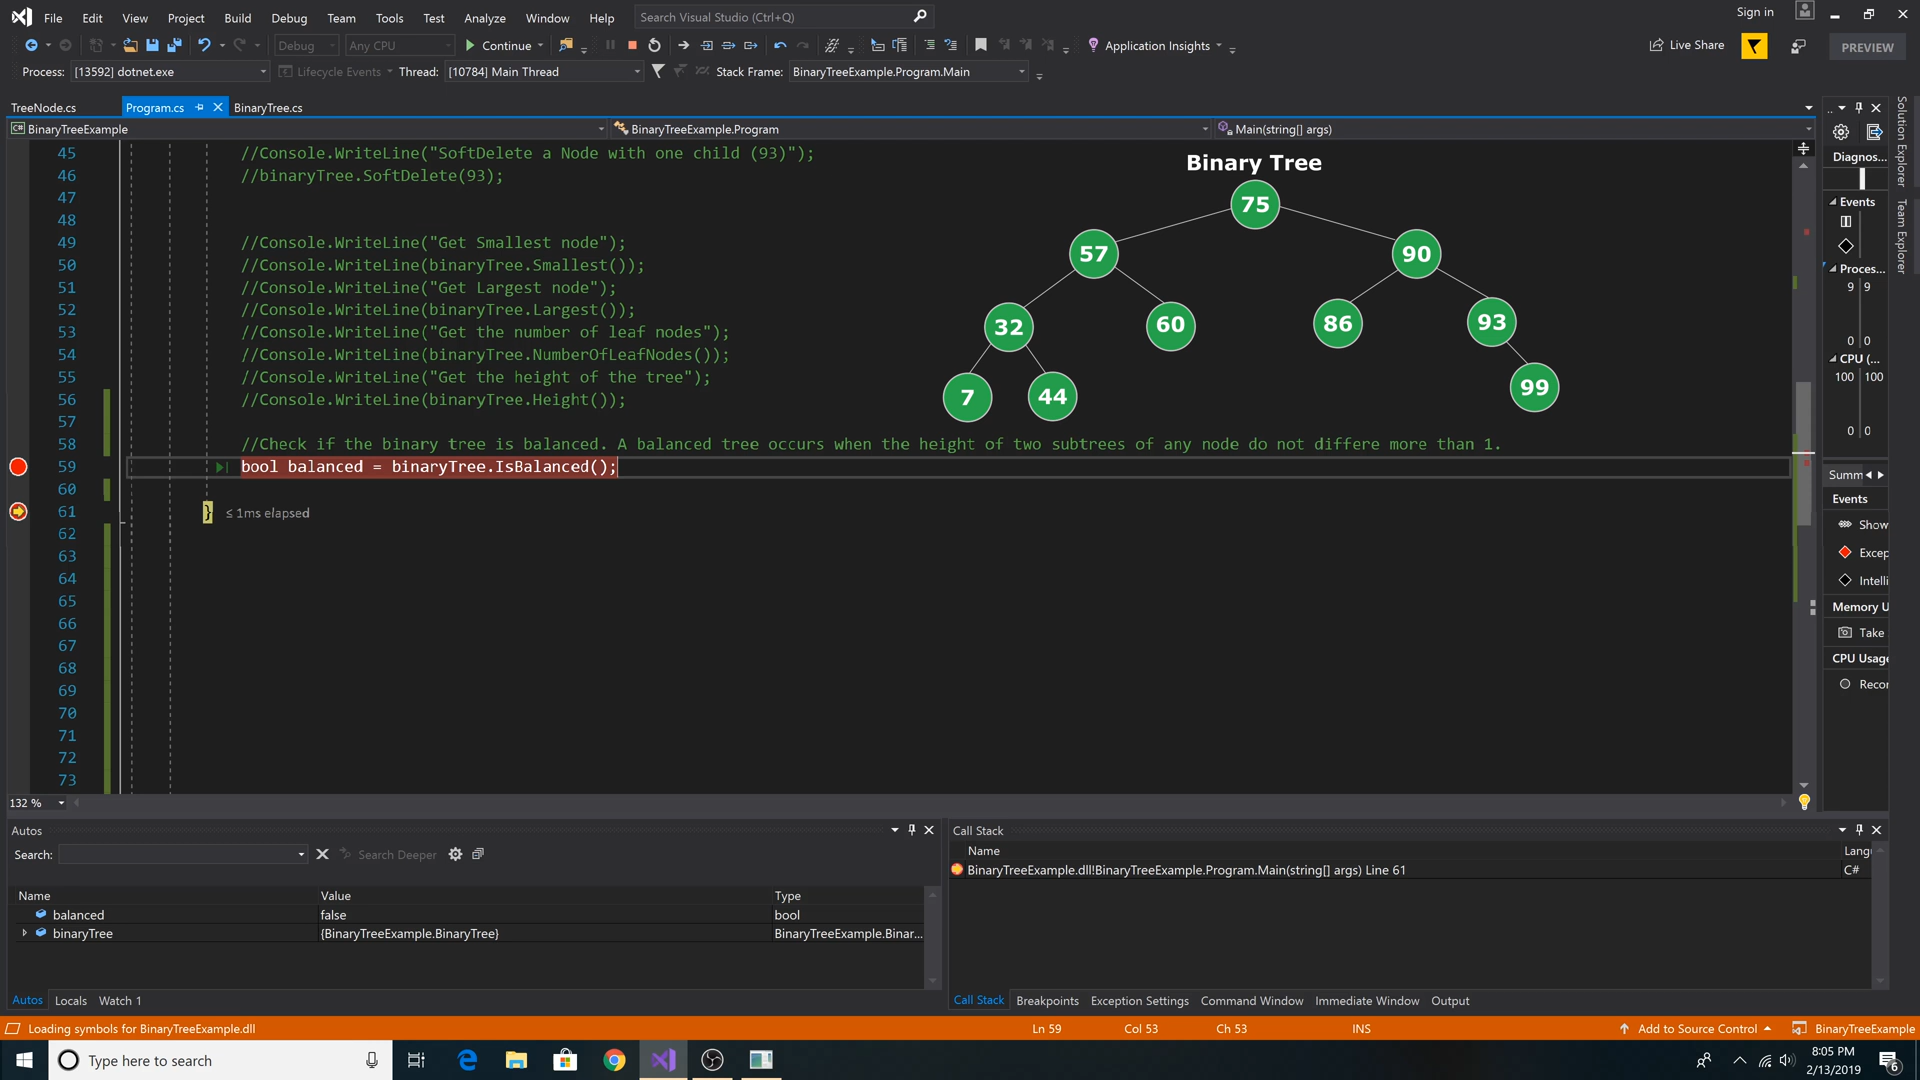 File Edit View Project Build Debug Team Tools Test Analyze Window Help Search Visual Studio (Ctrl+Q) Sign in
Debug Any CPU Continue Application Insights Live Share PREVIEW
Process: [13592] dotnet.exe Lifecycle Events Thread: [10784] Main Thread Stack Frame: BinaryTreeExample.Program.Main
TreeNode.cs Program.cs BinaryTree.cs
C# BinaryTreeExample BinaryTreeExample.Program Main(string[] args)
45 //Console.WriteLine("SoftDelete a Node with one child (93)");
46 //binaryTree.SoftDelete(93);
47
48
49 //Console.WriteLine("Get Smallest node");
50 //Console.WriteLine(binaryTree.Smallest());
51 //Console.WriteLine("Get Largest node");
52 //Console.WriteLine(binaryTree.Largest());
53 //Console.WriteLine("Get the number of leaf nodes");
54 //Console.WriteLine(binaryTree.NumberOfLeafNodes());
55 //Console.WriteLine("Get the height of the tree");
56 //Console.WriteLine(binaryTree.Height());
57
58 //Check if the binary tree is balanced. A balanced tree occurs when the height of two subtrees of any node do not differe more than 1.
59 bool balanced = binaryTree.IsBalanced();
60
61 } ≤ 1ms elapsed
62
63
64
65
66
67
68
69
70
71
72
73
Binary Tree
75
57 90
32 60 86 93
7 44 99
Solution Explorer
Team Explorer
Diagnos...
Events
Proces...
9 9
0 0
CPU (...
100 100
0 0
Summ
Events
Show
Excep
Intelli
Memory U
Take
CPU Usage
Recor
132 %
Autos
Search: Search Deeper
Name Value Type
balanced false bool
binaryTree {BinaryTreeExample.BinaryTree} BinaryTreeExample.Binar...
Autos Locals Watch 1
Call Stack
Name Langu
BinaryTreeExample.dll!BinaryTreeExample.Program.Main(string[] args) Line 61 C#
Call Stack Breakpoints Exception Settings Command Window Immediate Window Output
Loading symbols for BinaryTreeExample.dll Ln 59 Col 53 Ch 53 INS Add to Source Control BinaryTreeExample
Type here to search
8:05 PM
2/13/2019
6